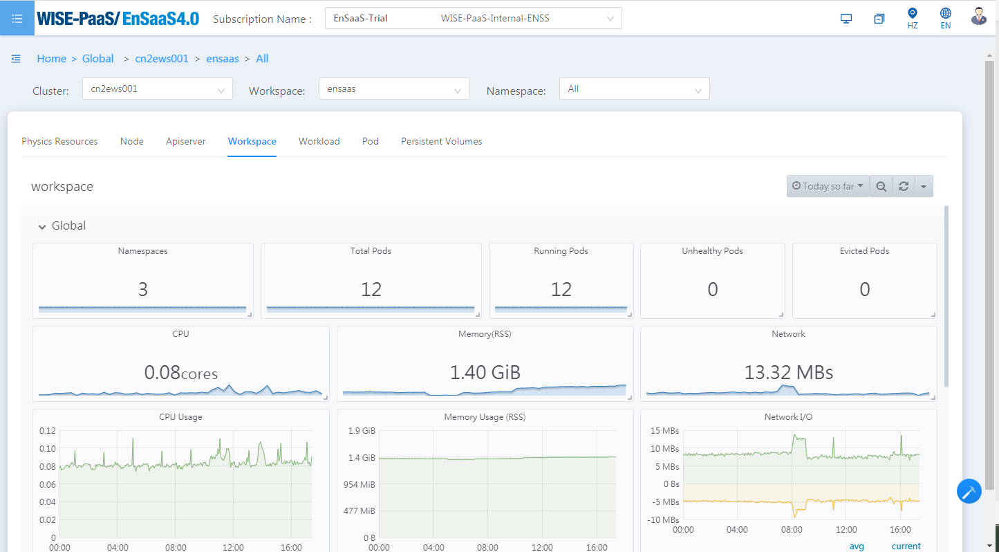 WISE-PaaS/ EnSaaS4.0 Subscription Name : EnSaaS-Trial WISE-PaaS-Internal-ENSS HZ EN
Home > Global > cn2ews001 > ensaas > All
Cluster: cn2ews001 Workspace: ensaas Namespace: All
Physics Resources Node Apiserver Workspace Workload Pod Persistent Volumes
workspace Today so far
Global
Namespaces Total Pods Running Pods Unhealthy Pods Evicted Pods
3 12 12 0 0
CPU Memory(RSS) Network
0.08cores 1.40 GiB 13.32 MBs
CPU Usage
0.12
0.10
0.08
0.06
0.04
0.02
0
00:00 04:00 08:00 12:00 16:00
Memory Usage (RSS)
1.9 GiB
1.4 GiB
954 MiB
477 MiB
0 B
00:00 04:00 08:00 12:00 16:00
Network I/O
15 MBs
10 MBs
5 MBs
0 Bs
-5 MBs
-10 MBs
00:00 04:00 08:00 12:00 16:00
avg current